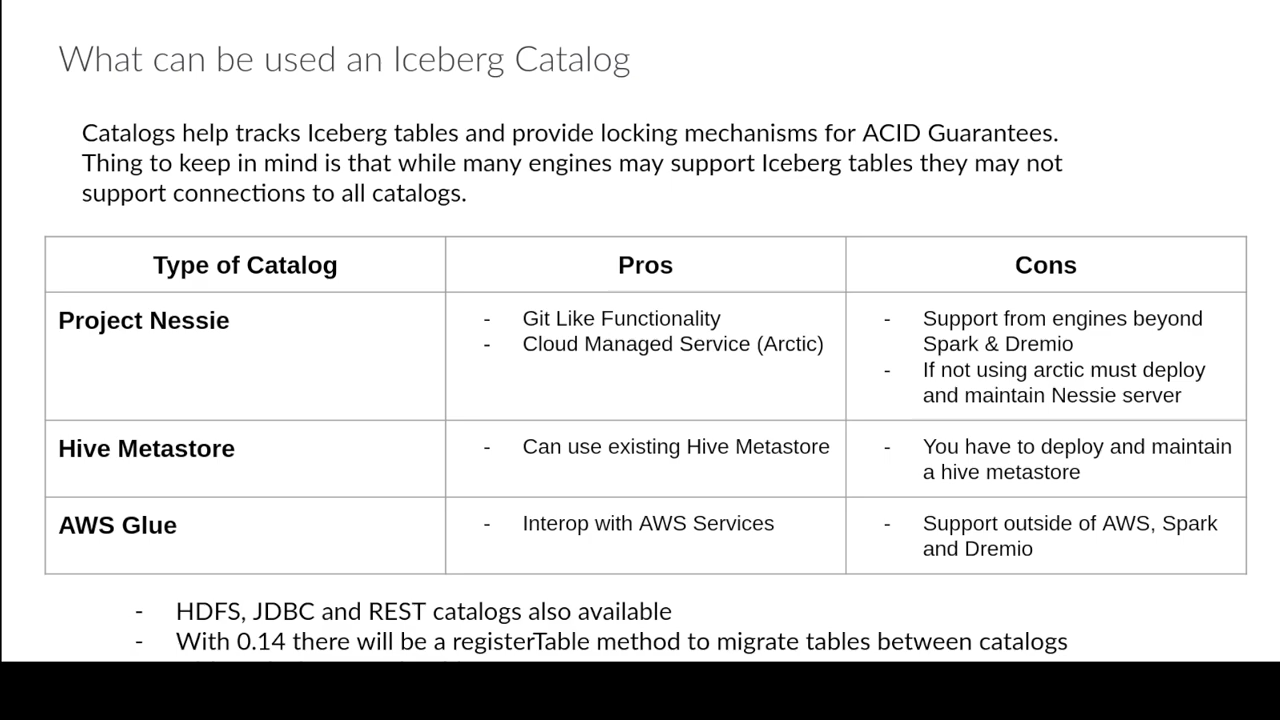 What can be used an Iceberg Catalog
Catalogs help tracks Iceberg tables and provide locking mechanisms for ACID Guarantees.
Thing to keep in mind is that while many engines may support Iceberg tables they may not
support connections to all catalogs.
Type of Catalog
Pros
Cons
Project Nessie
- Git Like Functionality
- Cloud Managed Service (Arctic)
- Support from engines beyond
Spark & Dremio
- If not using arctic must deploy
and maintain Nessie server
Hive Metastore
- Can use existing Hive Metastore
- You have to deploy and maintain
a hive metastore
AWS Glue
- Interop with AWS Services
- Support outside of AWS, Spark
and Dremio
- HDFS, JDBC and REST catalogs also available
- With 0.14 there will be a registerTable method to migrate tables between catalogs